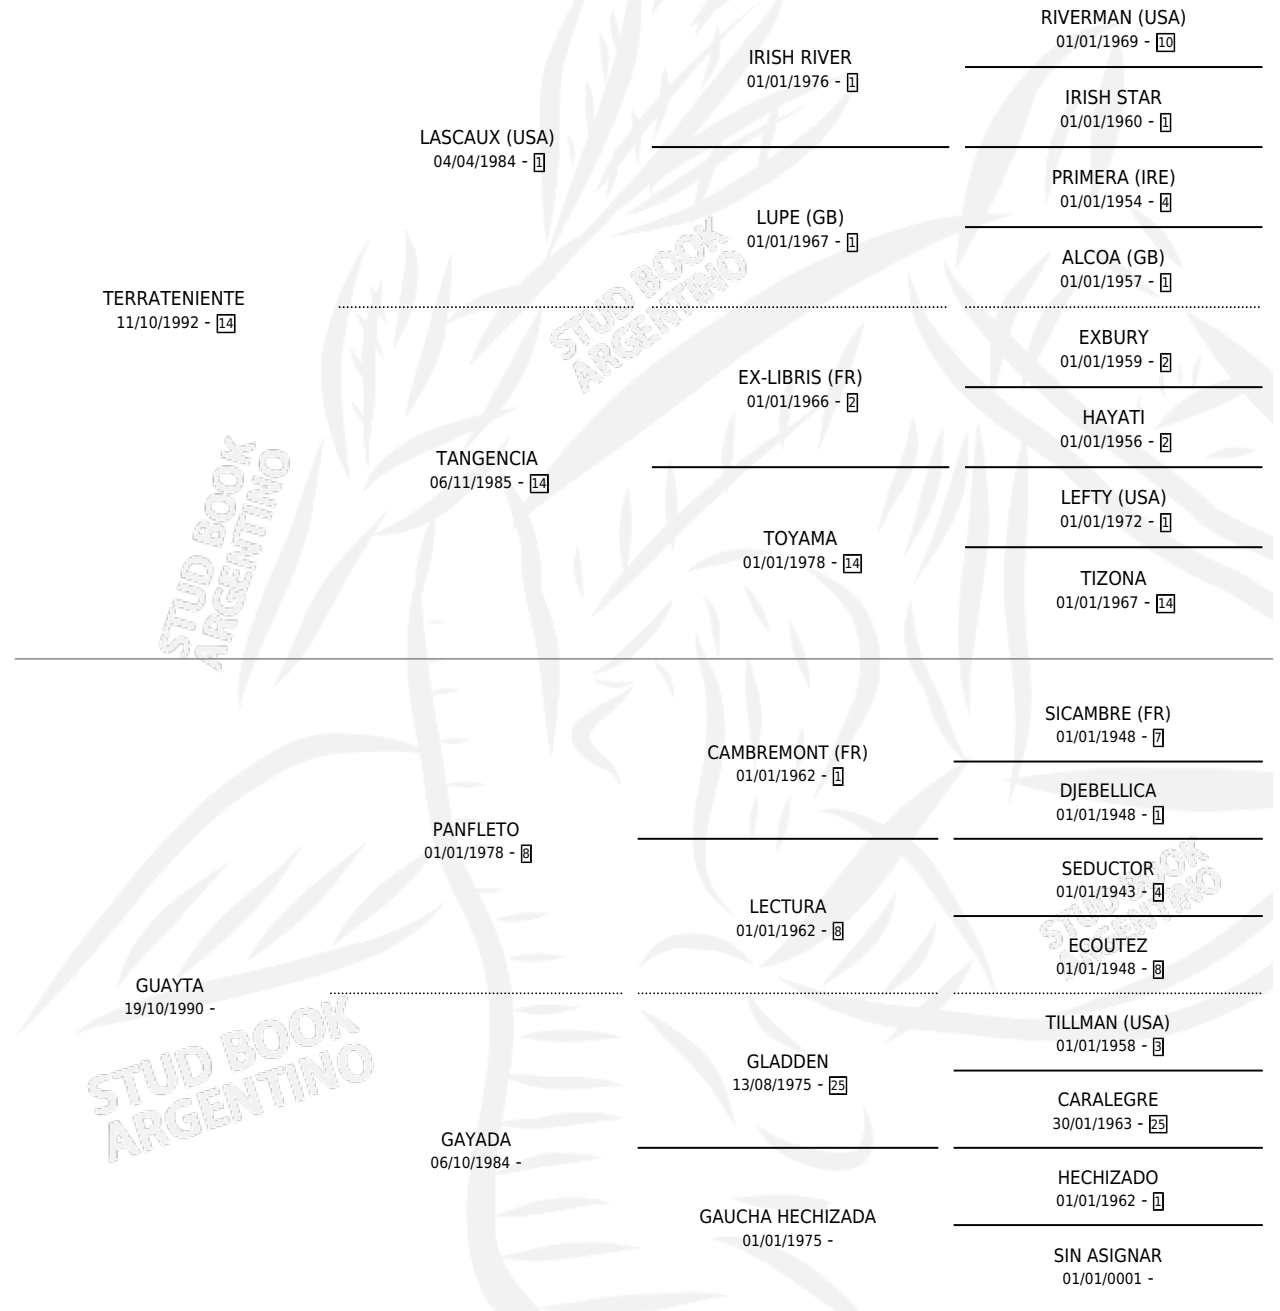 RIVERMAN (USA)
01/01/1969 - 10
IRISH RIVER
01/01/1976 - 1
IRISH STAR
01/01/1960 - 1
LASCAUX (USA)
04/04/1984 - 1
PRIMERA (IRE)
01/01/1954 - 4
LUPE (GB)
01/01/1967 - 1
ALCOA (GB)
01/01/1957 - 1
TERRATENIENTE
11/10/1992 - 14
EXBURY
01/01/1959 - 2
EX-LIBRIS (FR)
01/01/1966 - 2
HAYATI
01/01/1956 - 2
TANGENCIA
06/11/1985 - 14
LEFTY (USA)
01/01/1972 - 1
TOYAMA
01/01/1978 - 14
TIZONA
01/01/1967 - 14
SICAMBRE (FR)
01/01/1948 - 7
CAMBREMONT (FR)
01/01/1962 - 1
DJEBELLICA
01/01/1948 - 1
PANFLETO
01/01/1978 - 8
SEDUCTOR
01/01/1943 - 4
LECTURA
01/01/1962 - 8
ECOUTEZ
01/01/1948 - 8
GUAYTA
19/10/1990 -
TILLMAN (USA)
01/01/1958 - 3
GLADDEN
13/08/1975 - 25
CARALEGRE
30/01/1963 - 25
GAYADA
06/10/1984 -
HECHIZADO
01/01/1962 - 1
GAUCHA HECHIZADA
01/01/1975 -
SIN ASIGNAR
01/01/0001 -
STUD BOOK
ARGENTINO
STUD BOOK
ARGENTINO
STUD BOOK
ARGENTINO
STUD BOOK
ARGENTINO